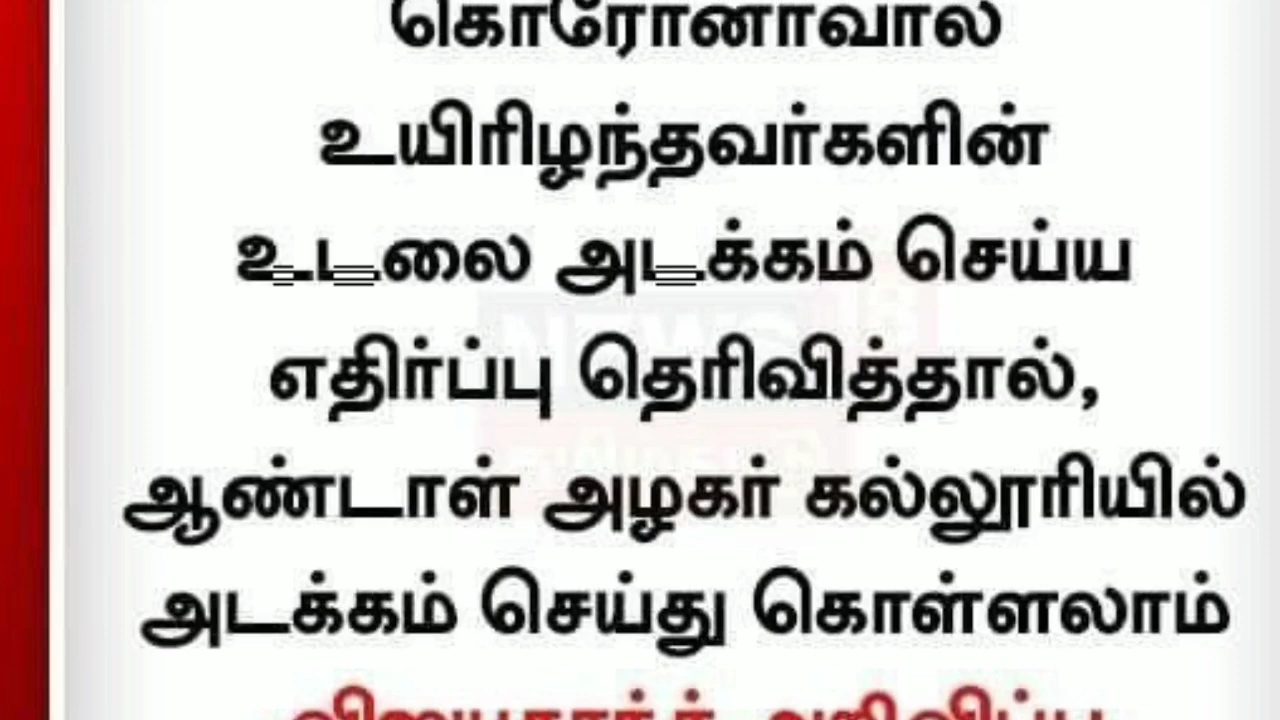 கொரோனாவால்
உயிரிழந்தவர்களின்
உடலை அடக்கம் செய்ய
எதிர்ப்பு தெரிவித்தால்,
ஆண்டாள் அழகர் கல்லூரியில்
அடக்கம் செய்து கொள்ளலாம்